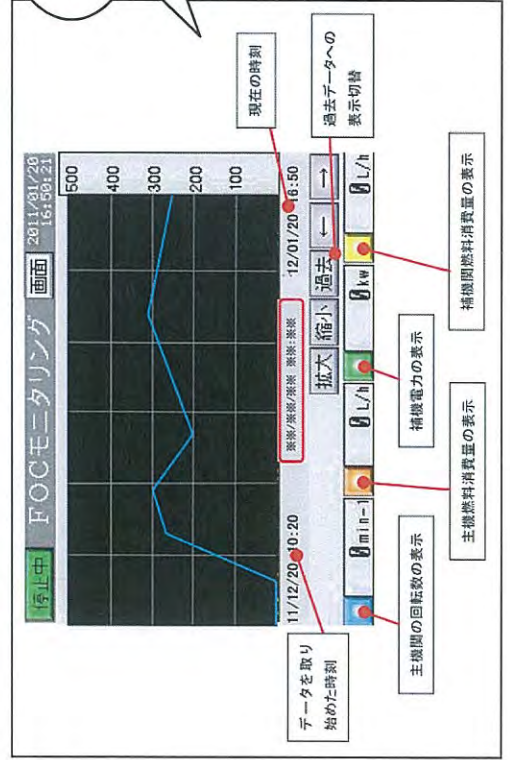 停止中 FOCモニタリング 画面 2011/01/20
16:50:21
500
400
300
200
100
11/12/20 10:20 ※※/※※/※※ ※※:※※ 12/01/20 16:50
拡大 縮小 過去 ← →
0 min-1 0 L/h 0 kw 0 L/h
データを取り
始めた時刻
現在の時刻
過去データへの
表示切替
主機関の回転数の表示
主機燃料消費量の表示
補機電力の表示
補機関燃料消費量の表示